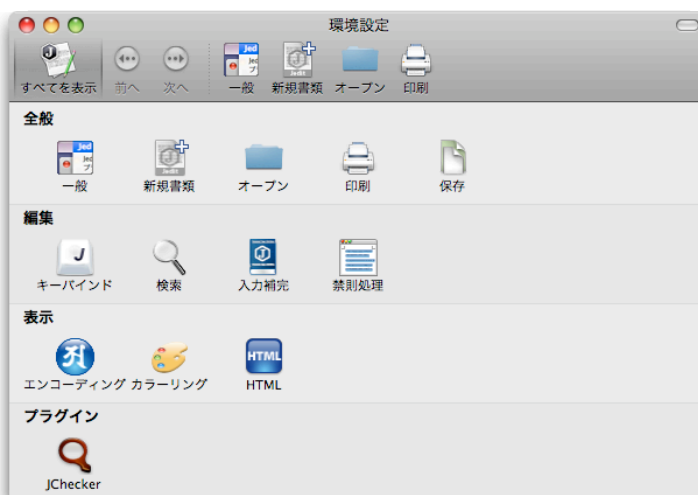 環境設定
すべてを表示 前へ 次へ 一般 新規書類 オープン 印刷
全般
一般 新規書類 オープン 印刷 保存
編集
キーバインド 検索 入力補完 禁則処理
表示
エンコーディング カラーリング HTML
プラグイン
JChecker